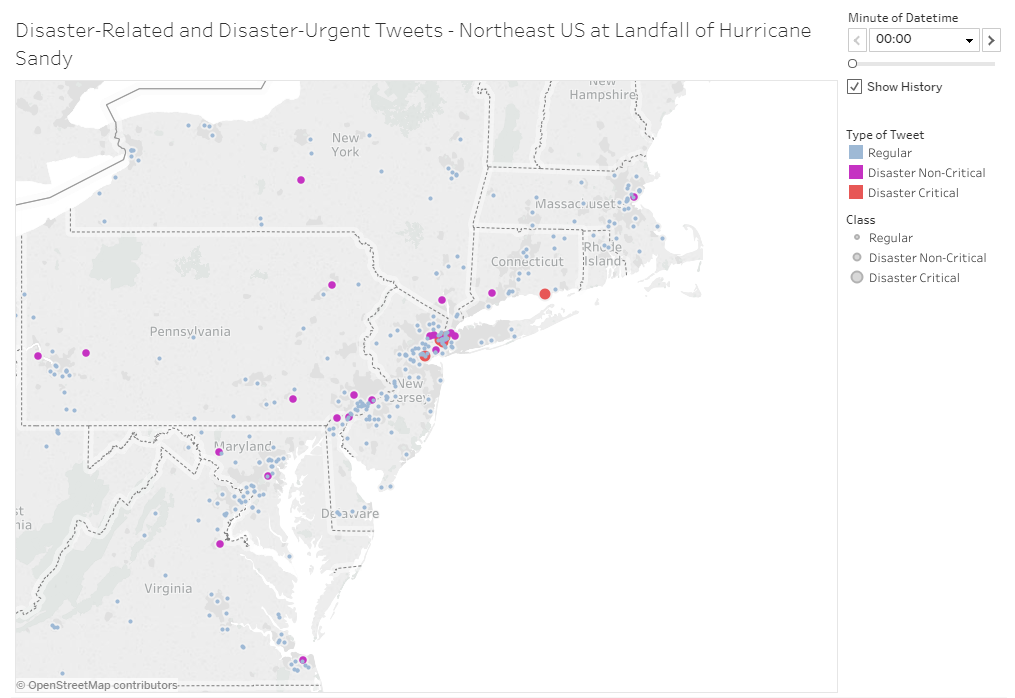 Disaster-Related and Disaster-Urgent Tweets - Northeast US at Landfall of Hurricane
Sandy
Minute of Datetime
00:00
Show History
Type of Tweet
Regular
Disaster Non-Critical
Disaster Critical
Class
Regular
Disaster Non-Critical
Disaster Critical
New
Hampshire
New
York
Massachusetts
Rhode
Island
Connecticut
Pennsylvania
New
Jersey
Maryland
Delaware
st
nia
Virginia
© OpenStreetMap contributors